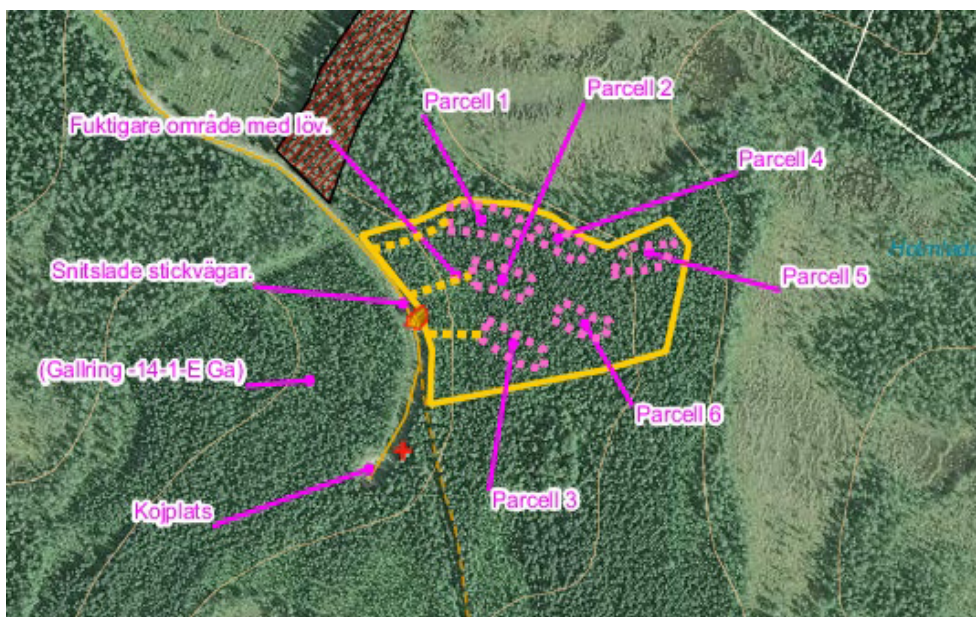 Parcell 2
Parcell 1
Fuktigare område med löv.
Parcell 4
Snitslade stickvägar.
Parcell 5
(Gallring -14-1-E Ga)
Parcell 6
Parcell 3
Kojplats